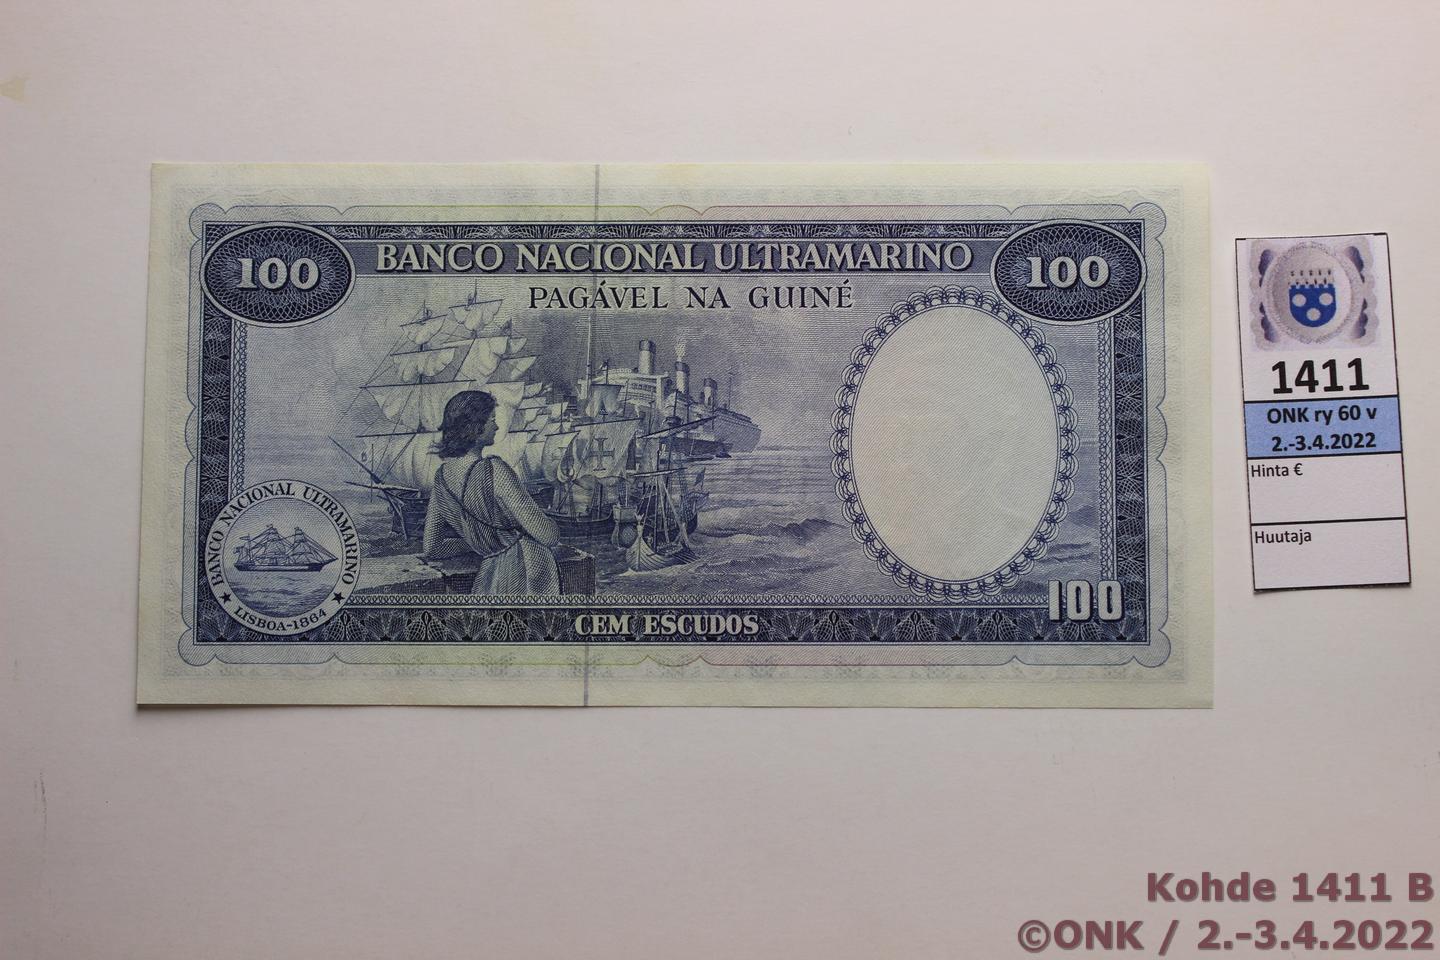 100
BANCO NACIONAL ULTRAMARINO
100
PAGÁVEL NA GUINÉ
BANCO NACIONAL ULTRAMARINO
★ LISBOA-1864 ★
CEM ESCUDOS
100
1411
ONK ry 60 v
2.-3.4.2022
Hinta €
Huutaja
Kohde 1411 B
©ONK / 2.-3.4.2022